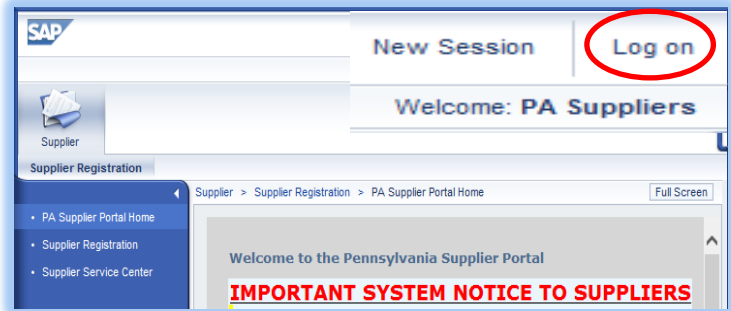 SAP
New Session
Log on
Welcome: PA Suppliers
Supplier
Supplier Registration
Supplier > Supplier Registration > PA Supplier Portal Home
Full Screen
• PA Supplier Portal Home
• Supplier Registration
• Supplier Service Center
Welcome to the Pennsylvania Supplier Portal
IMPORTANT SYSTEM NOTICE TO SUPPLIERS